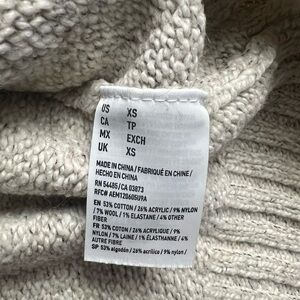 US XS
CA TP
MX EXCH
UK XS
MADE IN CHINA / FABRIQUÉ EN CHINE /
HECHO EN CHINA
RN 54485/CA 03873
RFC# AEM120605U9A
EN 53% COTTON / 26% ACRYLIC / 9% NYLON
/ 7% WOOL / 1% ELASTANE / 4% OTHER
FIBER
FR 53% COTON / 26% ACRYLIQUE / 9%
NYLON / 7% LAINE / 1% ÉLASTHANNE / 4%
AUTRE FIBRE
SP 53% algodón / 26% acrílico / 9% nylon /